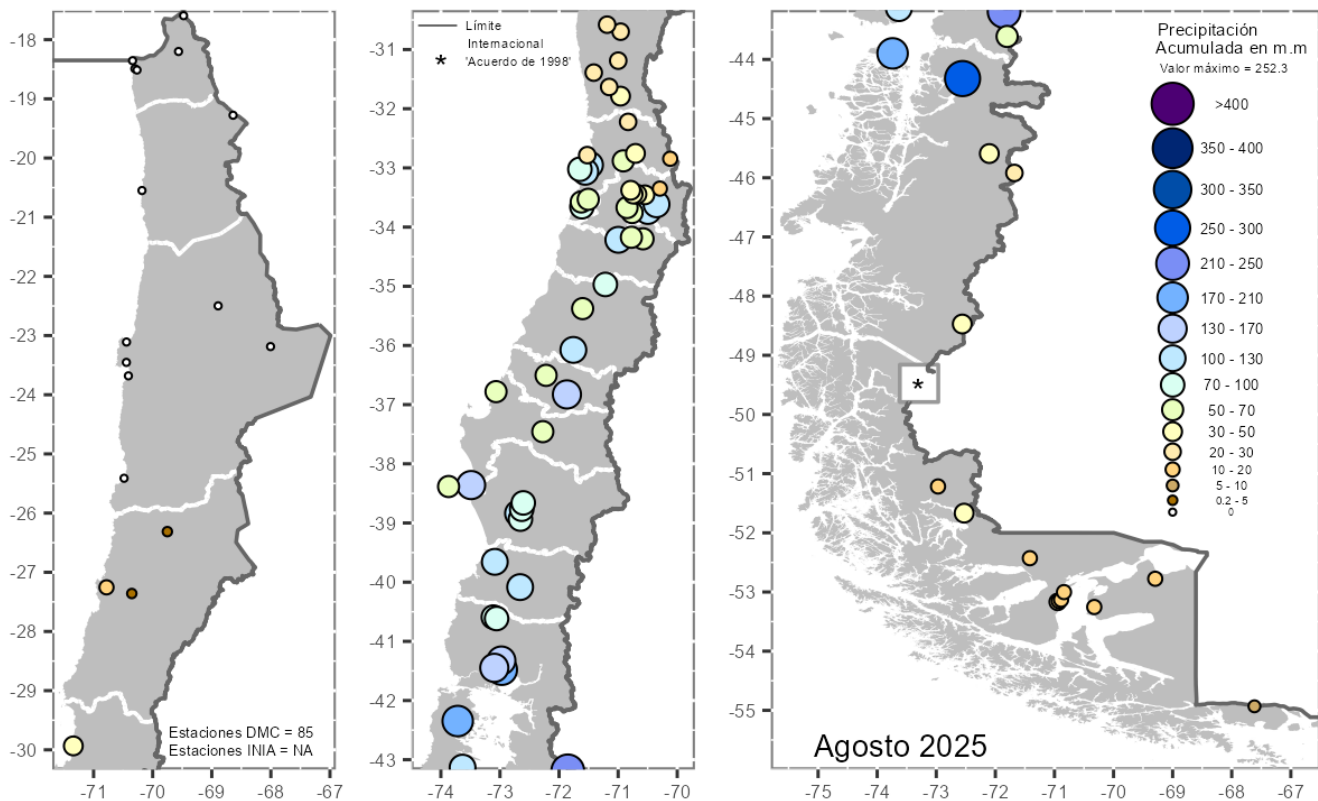 -18
-19
-20
-21
-22
-23
-24
-25
-26
-27
-28
-29
-30
-71
-70
-69
-68
-67
Estaciones DMC = 85
Estaciones INIA = NA
-31
-32
-33
-34
-35
-36
-37
-38
-39
-40
-41
-42
-43
-74
-73
-72
-71
-70
Límite
Internacional
* 'Acuerdo de 1998'
-44
-45
-46
-47
-48
-49
-50
-51
-52
-53
-54
-55
-75
-74
-73
-72
-71
-70
-69
-68
-67
*
Agosto 2025
Precipitación
Acumulada en m.m
Valor máximo = 252.3
>400
350 - 400
300 - 350
250 - 300
210 - 250
170 - 210
130 - 170
100 - 130
70 - 100
50 - 70
30 - 50
20 - 30
10 - 20
5 - 10
0.2 - 5
0